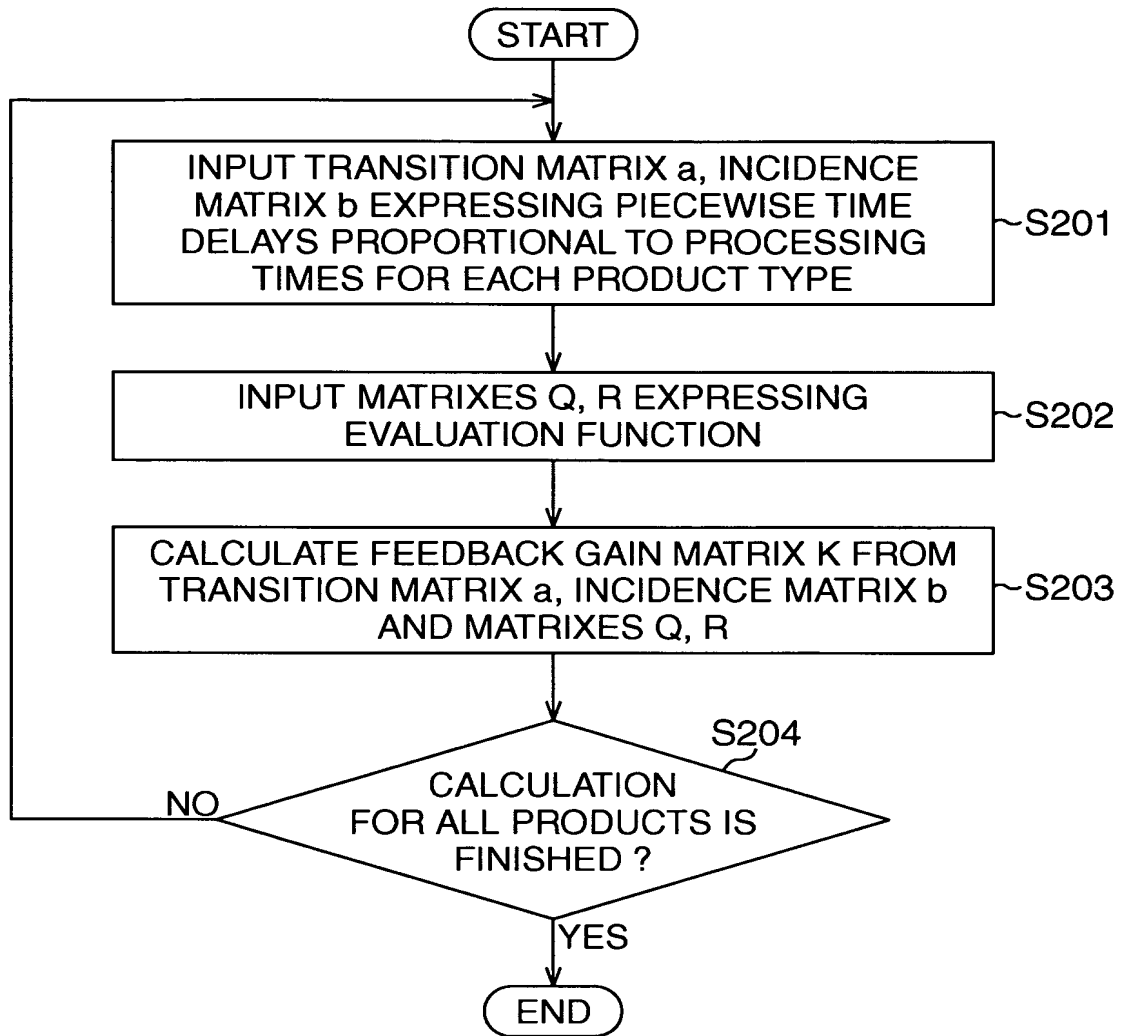 START
INPUT TRANSITION MATRIX a, INCIDENCE
MATRIX b EXPRESSING PIECEWISE TIME
DELAYS PROPORTIONAL TO PROCESSING
TIMES FOR EACH PRODUCT TYPE
S201
INPUT MATRIXES Q, R EXPRESSING
EVALUATION FUNCTION
S202
CALCULATE FEEDBACK GAIN MATRIX K FROM
TRANSITION MATRIX a, INCIDENCE MATRIX b
AND MATRIXES Q, R
S203
S204
CALCULATION
FOR ALL PRODUCTS IS
FINISHED ?
NO
YES
END